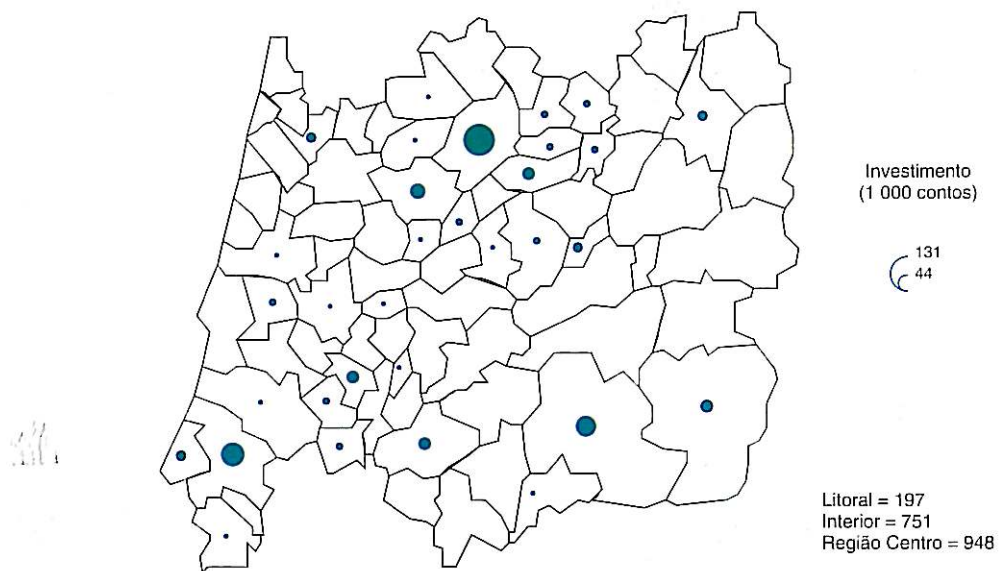 Investimento
(1 000 contos)
131
44
Litoral = 197
Interior = 751
Região Centro = 948